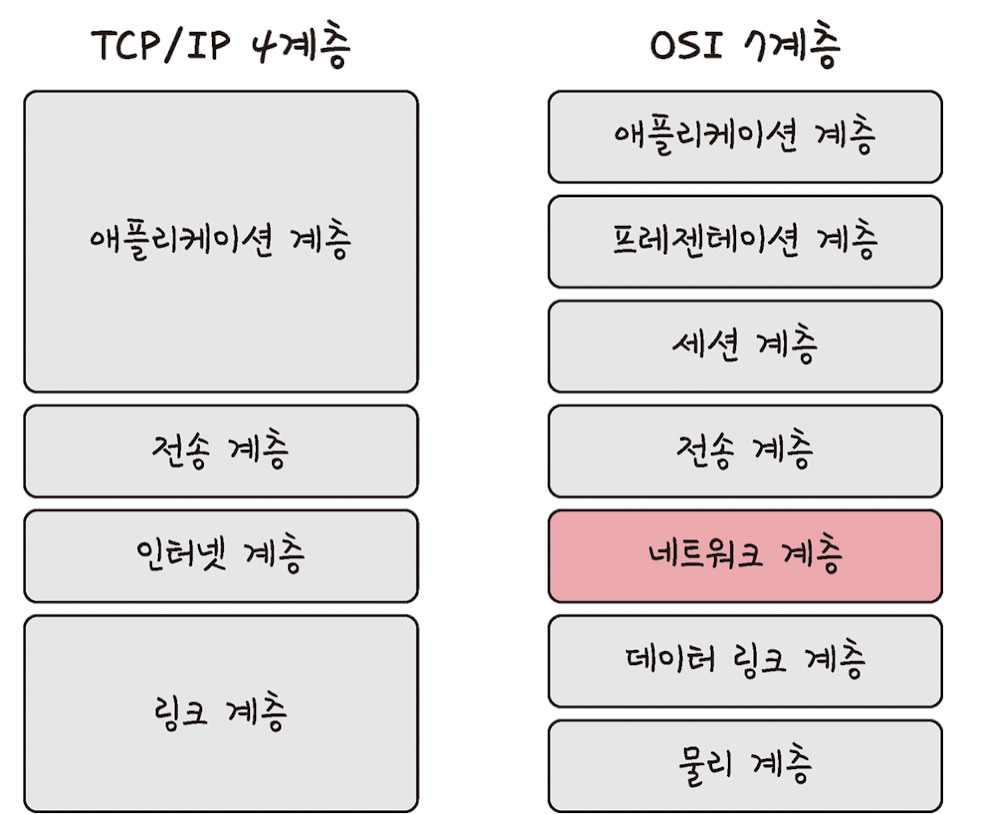 TCP/IP 4계층
애플리케이션 계층
전송 계층
인터넷 계층
링크 계층
OSI 7계층
애플리케이션 계층
프레젠테이션 계층
세션 계층
전송 계층
네트워크 계층
데이터 링크 계층
물리 계층